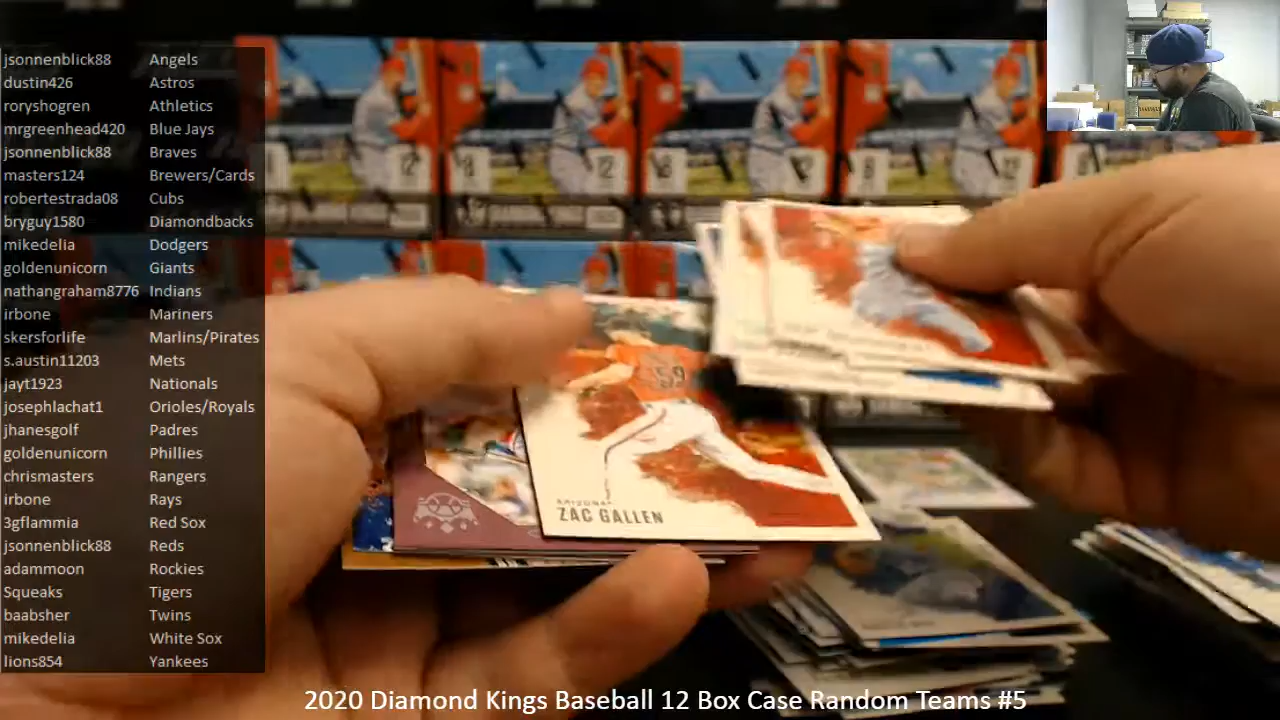 jsonnenblick88 Angels
dustin426 Astros
roryshogren Athletics
mrgreenhead420 Blue Jays
jsonnenblick88 Braves
masters124 Brewers/Cards
robertestrada08 Cubs
bryguy1580 Diamondbacks
mikedelia Dodgers
goldenunicorn Giants
nathangraham8776 Indians
irbone Mariners
skersforlife Marlins/Pirates
s.austin11203 Mets
jayt1923 Nationals
josephlachat1 Orioles/Royals
jhanesgolf Padres
goldenunicorn Phillies
chrismasters Rangers
irbone Rays
3gflammia Red Sox
jsonnenblick88 Reds
adammoon Rockies
Squeaks Tigers
baabsher Twins
mikedelia White Sox
lions854 Yankees
59
ARIZONA
ZAC GALLEN
2020 Diamond Kings Baseball 12 Box Case Random Teams #5